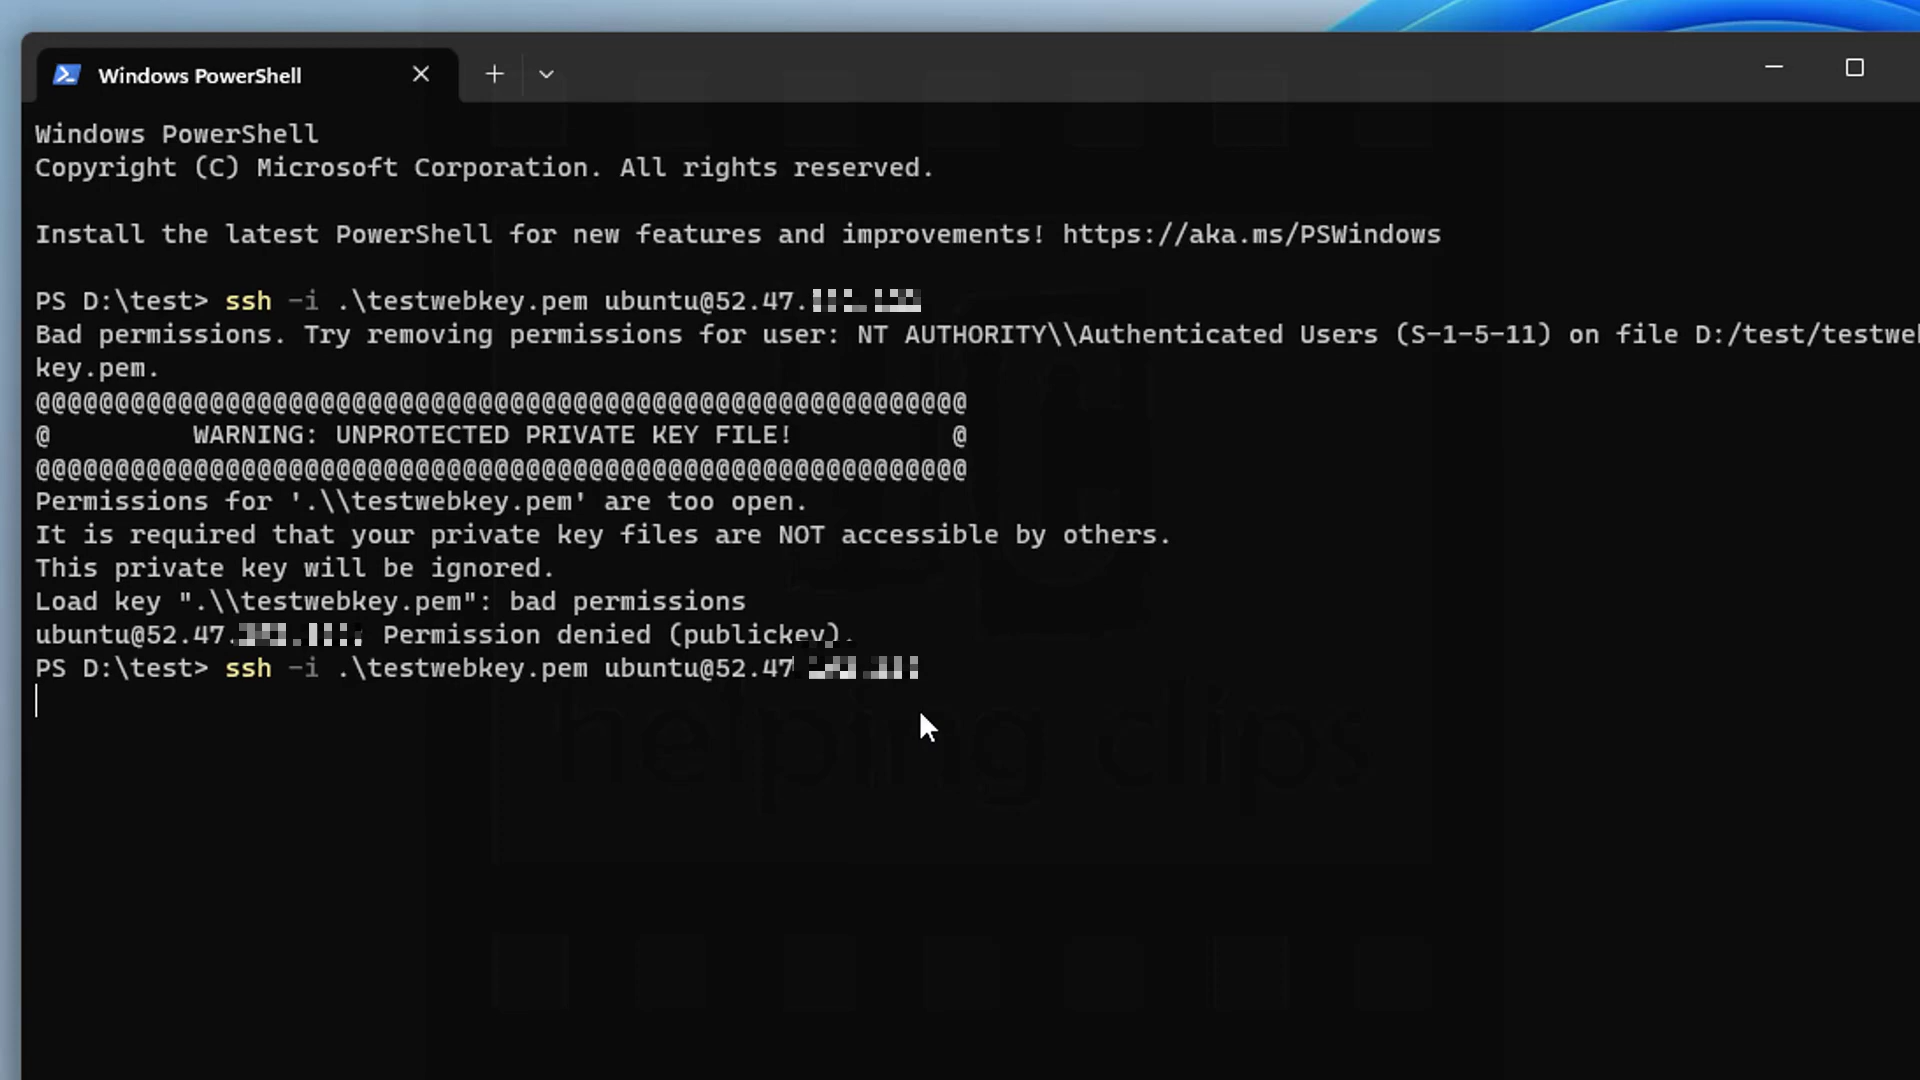 Windows PowerShell
Windows PowerShell
Copyright (C) Microsoft Corporation. All rights reserved.
Install the latest PowerShell for new features and improvements! https://aka.ms/PSWindows
PS D:\test> ssh -i .\testwebkey.pem ubuntu@52.47.
Bad permissions. Try removing permissions for user: NT AUTHORITY\\Authenticated Users (S-1-5-11) on file D:/test/testweb
key.pem.
@@@@@@@@@@@@@@@@@@@@@@@@@@@@@@@@@@@@@@@@@@@@@@@@@@@@@@@@@@@
@         WARNING: UNPROTECTED PRIVATE KEY FILE!          @
@@@@@@@@@@@@@@@@@@@@@@@@@@@@@@@@@@@@@@@@@@@@@@@@@@@@@@@@@@@
Permissions for '.\\testwebkey.pem' are too open.
It is required that your private key files are NOT accessible by others.
This private key will be ignored.
Load key ".\\testwebkey.pem": bad permissions
ubuntu@52.47. Permission denied (publickey).
PS D:\test> ssh -i .\testwebkey.pem ubuntu@52.47
helping clips